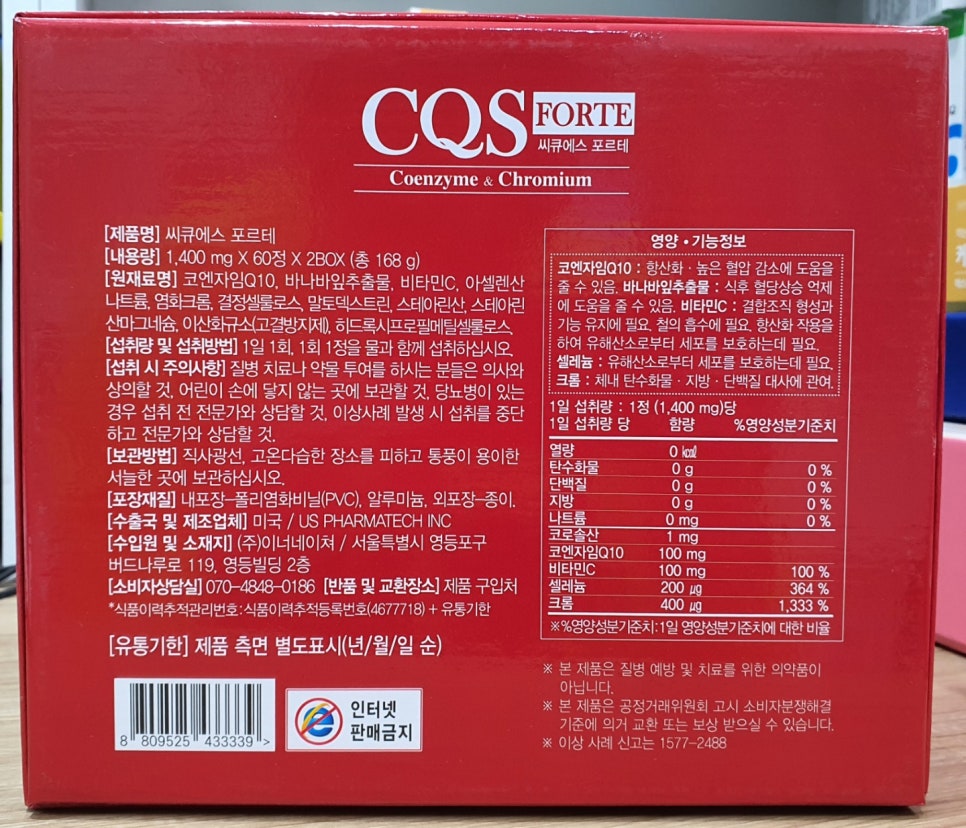 CQS FORTE
씨큐에스 포르테
Coenzyme & Chromium
[제품명] 씨큐에스 포르테
[내용량] 1,400 mg X 60정 X 2BOX (총 168 g)
[원재료명] 코엔자임Q10, 바나바잎추출물, 비타민C, 아셀렌산
나트륨, 염화크롬, 결정셀룰로스, 말토덱스트린, 스테아린산, 스테아린
산마그네슘, 이산화규소(고결방지제), 히드록시프로필메틸셀룰로스,
[섭취량 및 섭취방법] 1일 1회, 1회 1정을 물과 함께 섭취하십시오.
[섭취 시 주의사항] 질병 치료나 약물 투여를 하시는 분들은 의사와
상의할 것, 어린이 손에 닿지 않는 곳에 보관할 것, 당뇨병이 있는
경우 섭취 전 전문가와 상담할 것, 이상사례 발생 시 섭취를 중단
하고 전문가와 상담할 것.
[보관방법] 직사광선, 고온다습한 장소를 피하고 통풍이 용이한
서늘한 곳에 보관하십시오.
[포장재질] 내포장-폴리염화비닐(PVC), 알루미늄, 외포장-종이.
[수출국 및 제조업체] 미국 / US PHARMATECH INC
[수입원 및 소재지] (주)이너네이쳐 / 서울특별시 영등포구
버드나루로 119, 영등빌딩 2층
[소비자상담실] 070-4848-0186 [반품 및 교환장소] 제품 구입처
*식품이력추적관리번호:식품이력추적등록번호(4677718) + 유통기한
[유통기한] 제품 측면 별도표시(년/월/일 순)
8 809525 433339 >
인터넷
판매금지
영양 • 기능정보
코엔자임Q10 : 항산화 · 높은 혈압 감소에 도움을
줄 수 있음. 바나바잎추출물 : 식후 혈당상승 억제
에 도움을 줄 수 있음. 비타민C : 결합조직 형성과
기능 유지에 필요. 철의 흡수에 필요. 항산화 작용을
하여 유해산소로부터 세포를 보호하는데 필요.
셀레늄 : 유해산소로부터 세포를 보호하는데 필요.
크롬 : 체내 탄수화물 · 지방 · 단백질 대사에 관여.
1일 섭취량 : 1정 (1,400 mg)당
1일 섭취량 당 함량 %영양성분기준치
열량 0 ㎉
탄수화물 0 g 0 %
단백질 0 g 0 %
지방 0 g 0 %
나트륨 0 mg 0 %
코로솔산 1 mg
코엔자임Q10 100 mg
비타민C 100 mg 100 %
셀레늄 200 ㎍ 364 %
크롬 400 ㎍ 1,333 %
※%영양성분기준치:1일 영양성분기준치에 대한 비율
※ 본 제품은 질병 예방 및 치료를 위한 의약품이
아닙니다.
※ 본 제품은 공정거래위원회 고시 소비자분쟁해결
기준에 의거 교환 또는 보상 받으실 수 있습니다.
※ 이상 사례 신고는 1577-2488